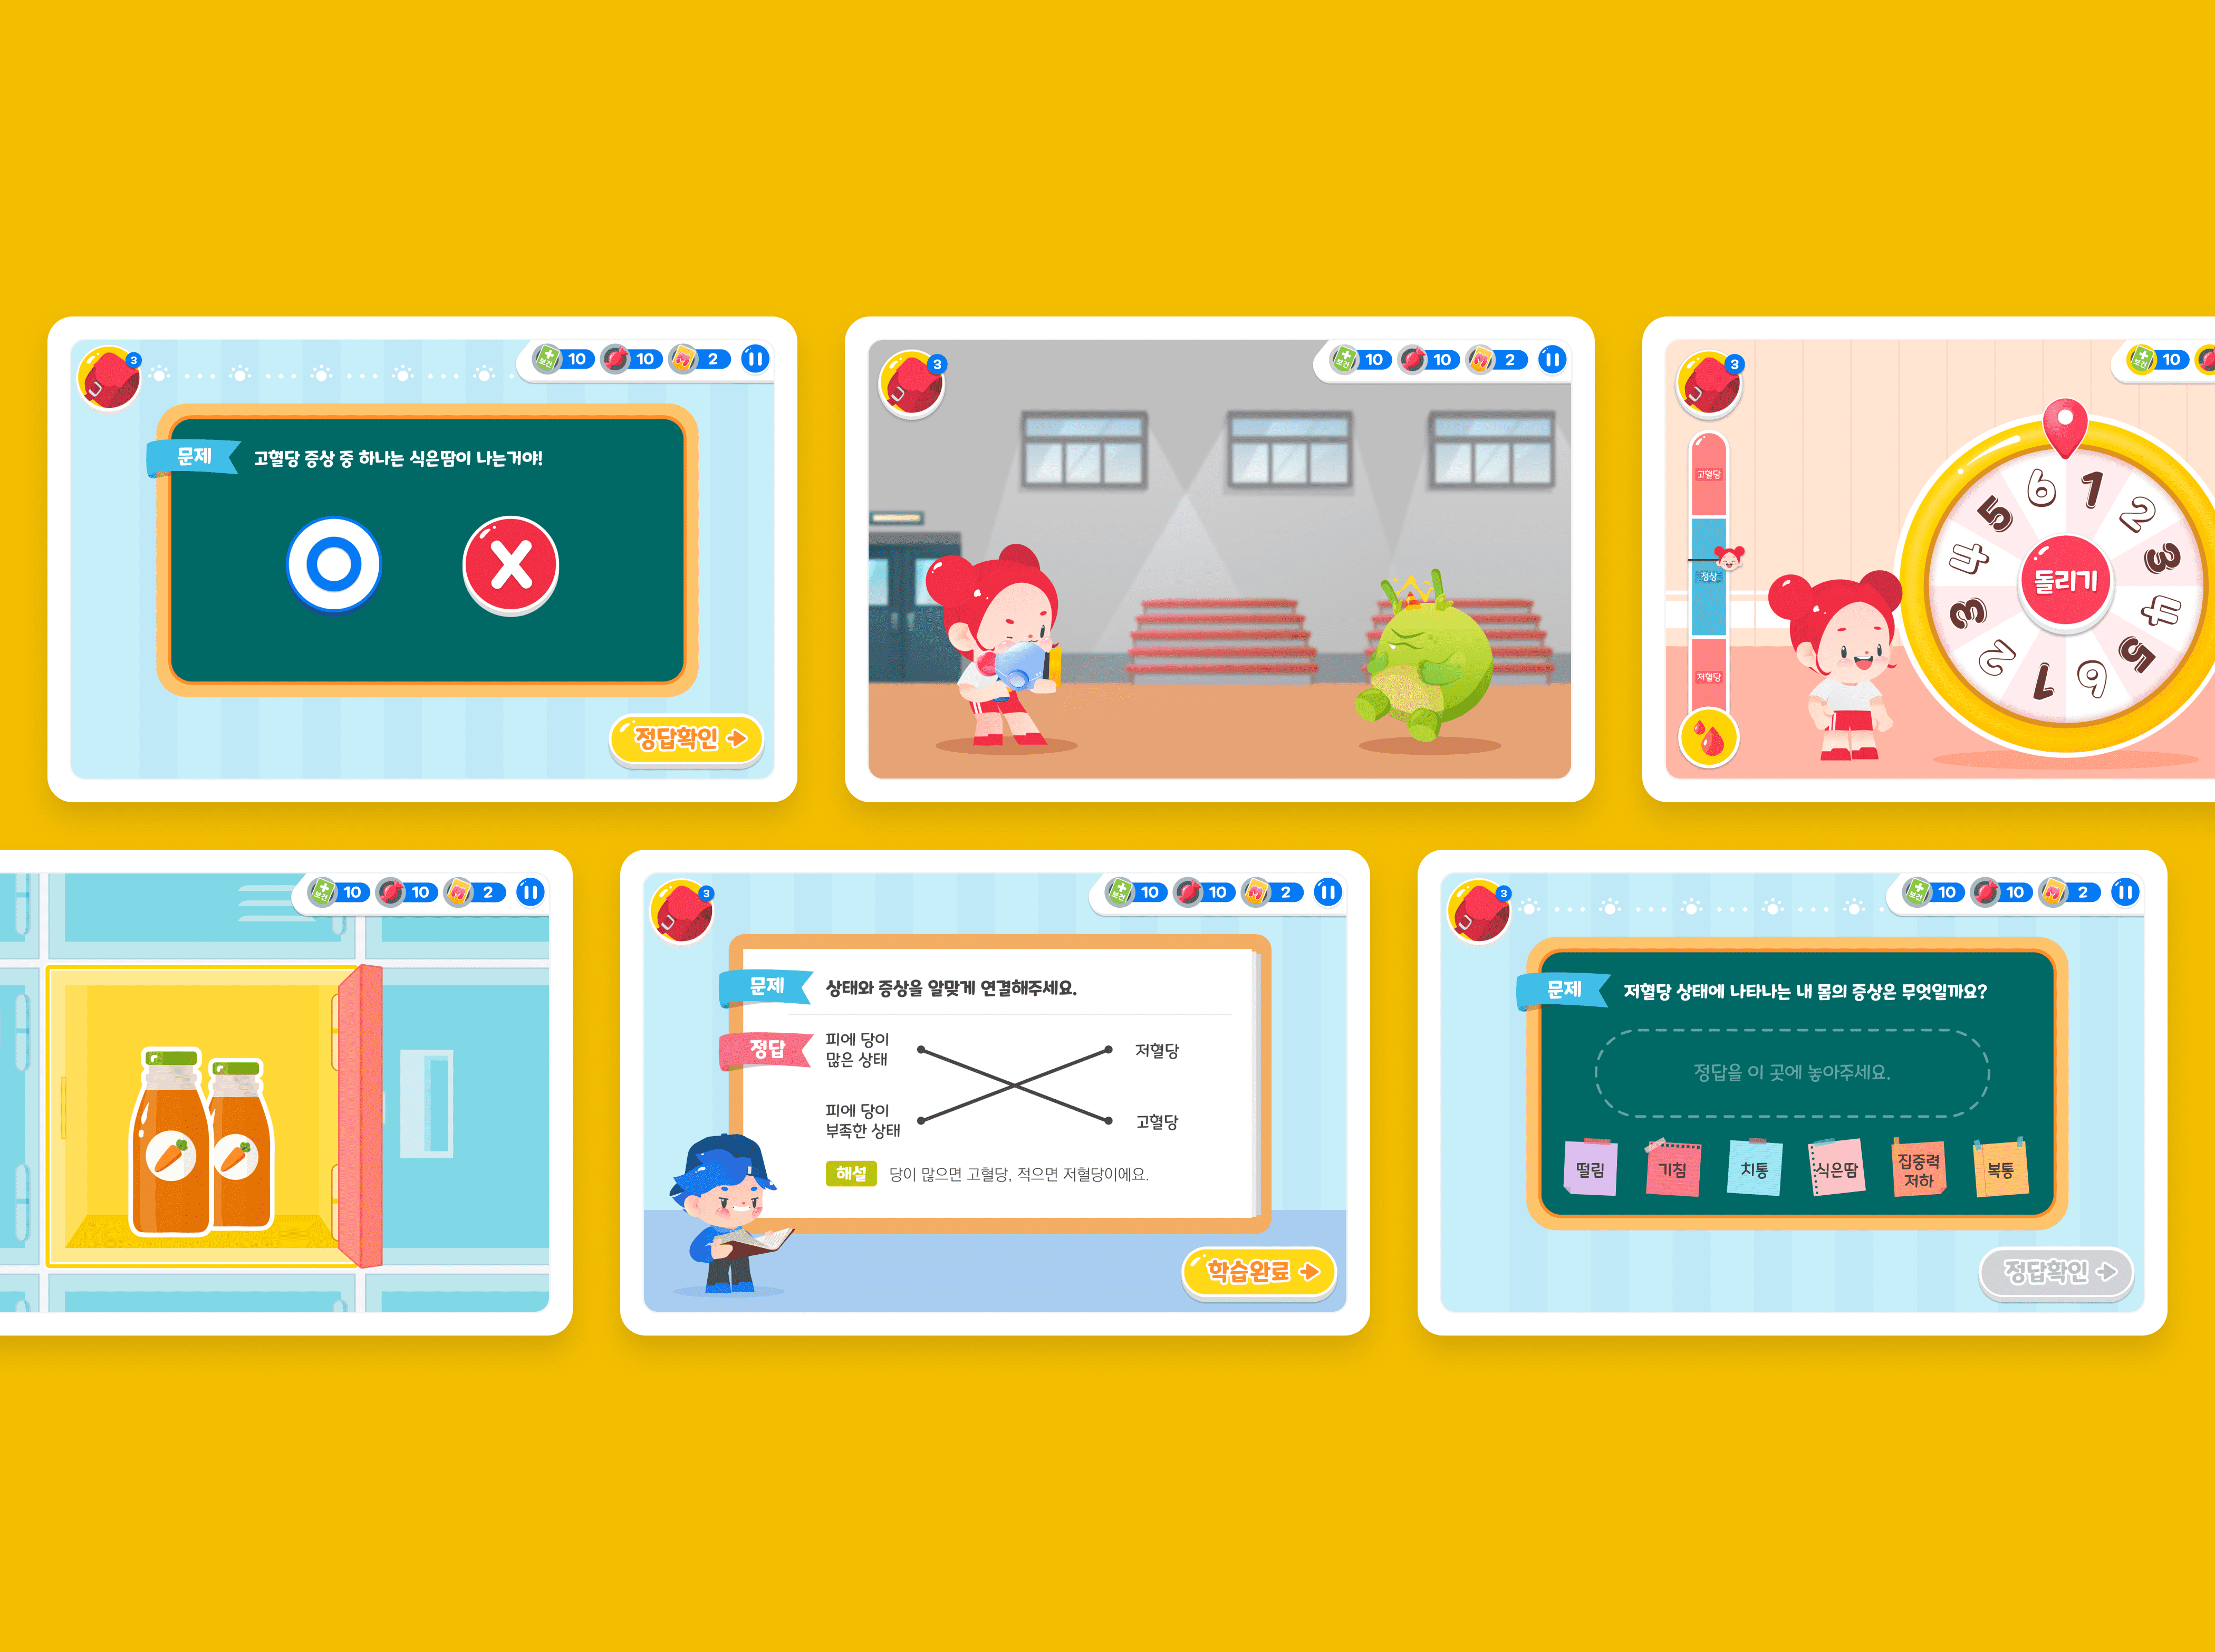 3
10
10
2
문제
고혈당 증상 중 하나는 식은땀이 나는거야!
정답확인
3
10
10
2
3
10
고혈당
정상
저혈당
6
1
2
3
4
5
6
1
2
3
4
5
돌리기
10
10
2
3
10
10
2
문제
상태와 증상을 알맞게 연결해주세요.
정답
피에 당이
많은 상태
저혈당
피에 당이
부족한 상태
고혈당
해설
당이 많으면 고혈당, 적으면 저혈당이에요.
학습완료
3
10
10
2
문제
저혈당 상태에 나타나는 내 몸의 증상은 무엇일까요?
정답을 이 곳에 놓아주세요.
떨림
기침
치통
식은땀
집중력
저하
복통
정답확인